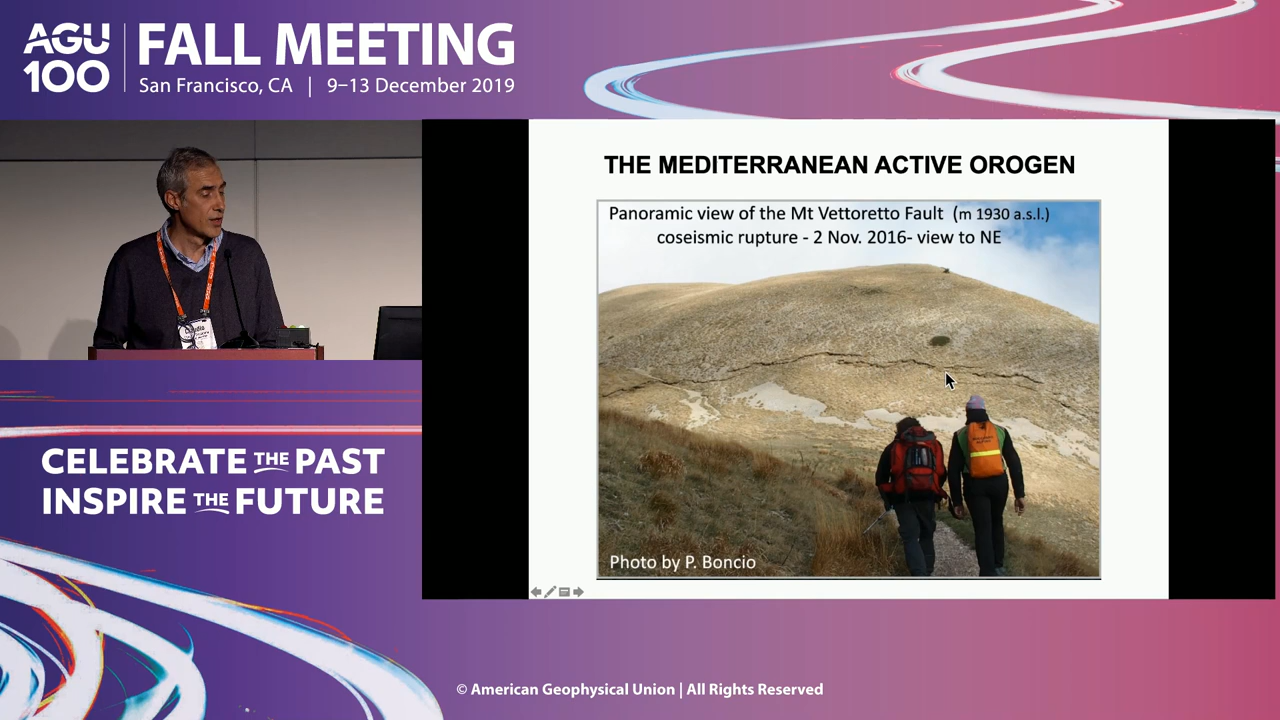 AGU
100
FALL MEETING
San Francisco, CA | 9–13 December 2019
THE MEDITERRANEAN ACTIVE OROGEN
Panoramic view of the Mt Vettoretto Fault (m 1930 a.s.l.)
coseismic rupture - 2 Nov. 2016- view to NE
Photo by P. Boncio
CELEBRATE THE PAST
INSPIRE THE FUTURE
© American Geophysical Union | All Rights Reserved